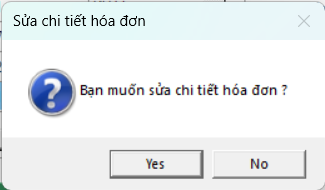 Sửa chi tiết hóa đơn
Bạn muốn sửa chi tiết hóa đơn ?
Yes
No